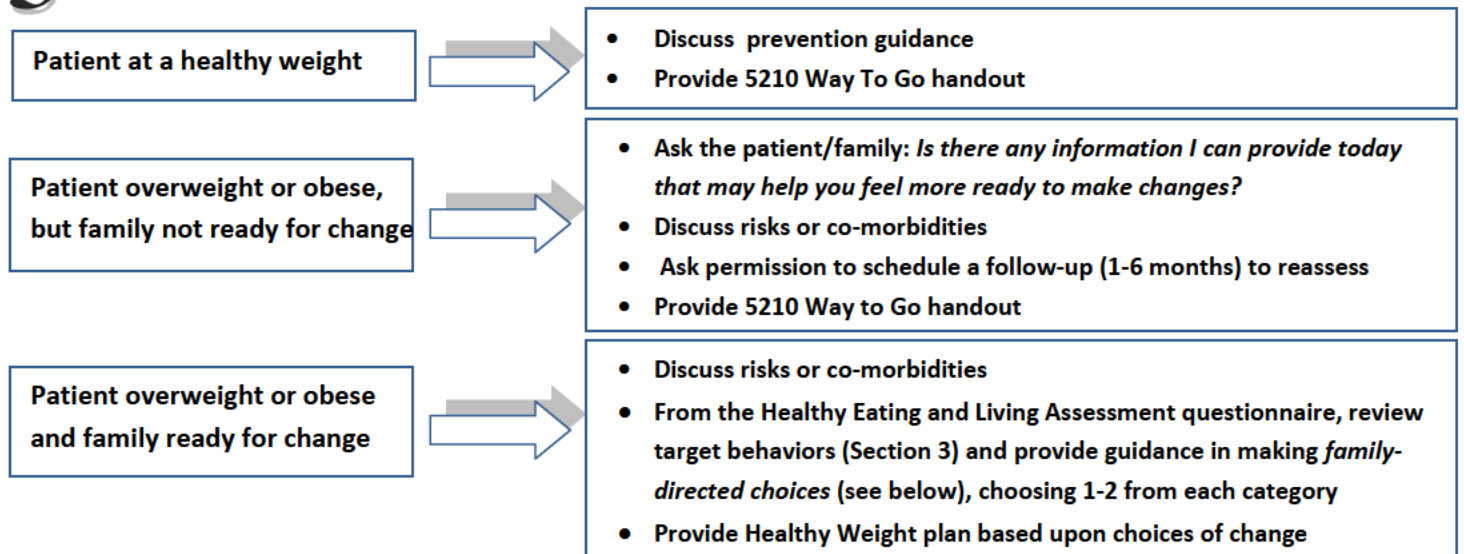 Patient at a healthy weight
• Discuss prevention guidance
• Provide 5210 Way To Go handout
Patient overweight or obese,
but family not ready for change
• Ask the patient/family: Is there any information I can provide today
that may help you feel more ready to make changes?
• Discuss risks or co-morbidities
• Ask permission to schedule a follow-up (1-6 months) to reassess
• Provide 5210 Way to Go handout
Patient overweight or obese
and family ready for change
• Discuss risks or co-morbidities
• From the Healthy Eating and Living Assessment questionnaire, review
target behaviors (Section 3) and provide guidance in making family-
directed choices (see below), choosing 1-2 from each category
• Provide Healthy Weight plan based upon choices of change